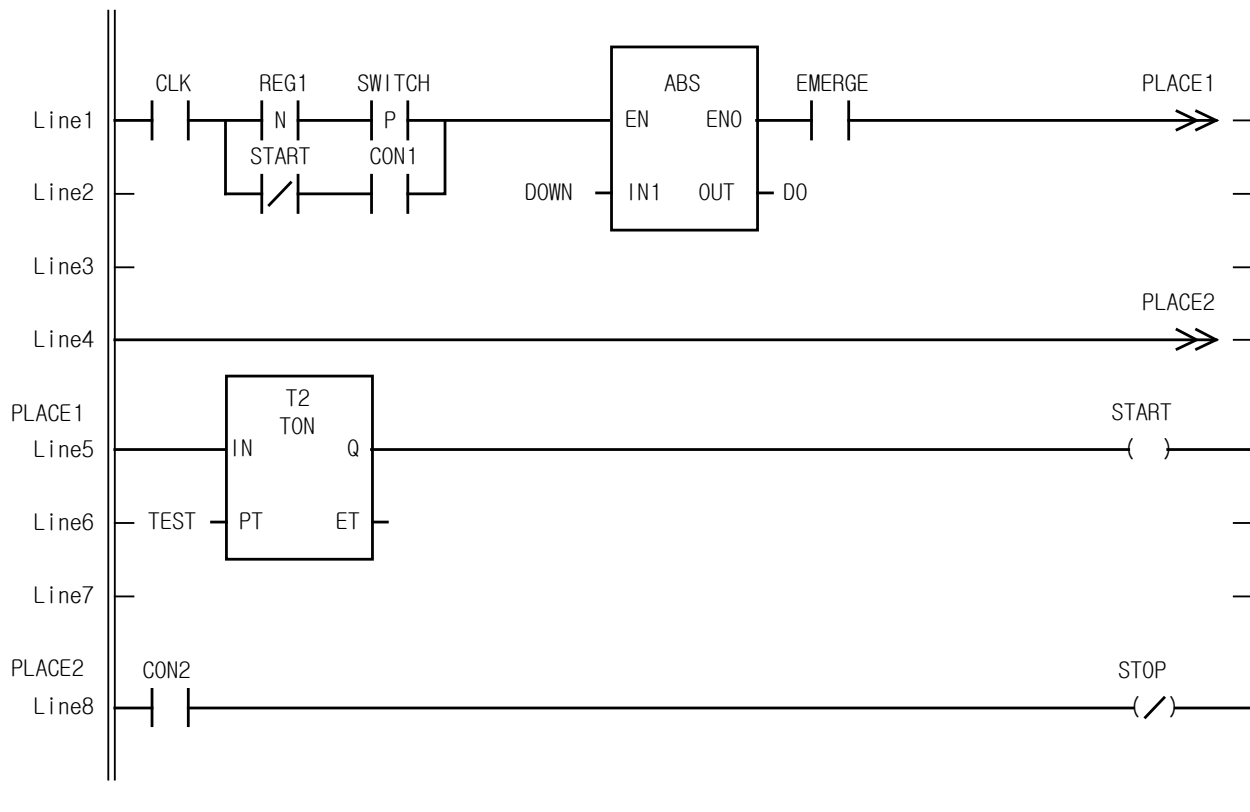 CLK REG1 SWITCH ABS EMERGE PLACE1
Line1 N P EN ENO
START CON1
Line2 DOWN IN1 OUT DO
Line3
PLACE2
Line4
T2
PLACE1 TON START
Line5 IN Q ( )
Line6 TEST PT ET
Line7
PLACE2 CON2 STOP
Line8 (/)